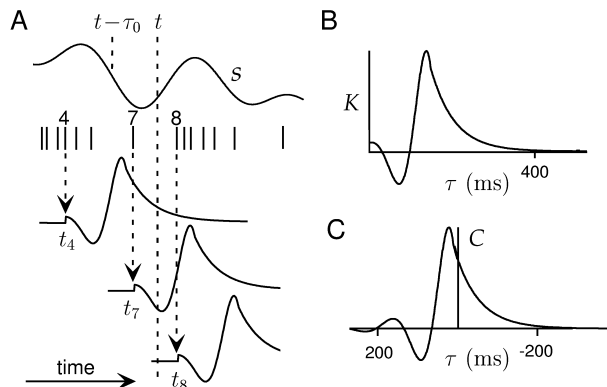 A
t − τ₀ t
s
4 7 8
t₄
t₇
t₈
time
B
K
400
τ (ms)
C
C
200 -200
τ (ms)